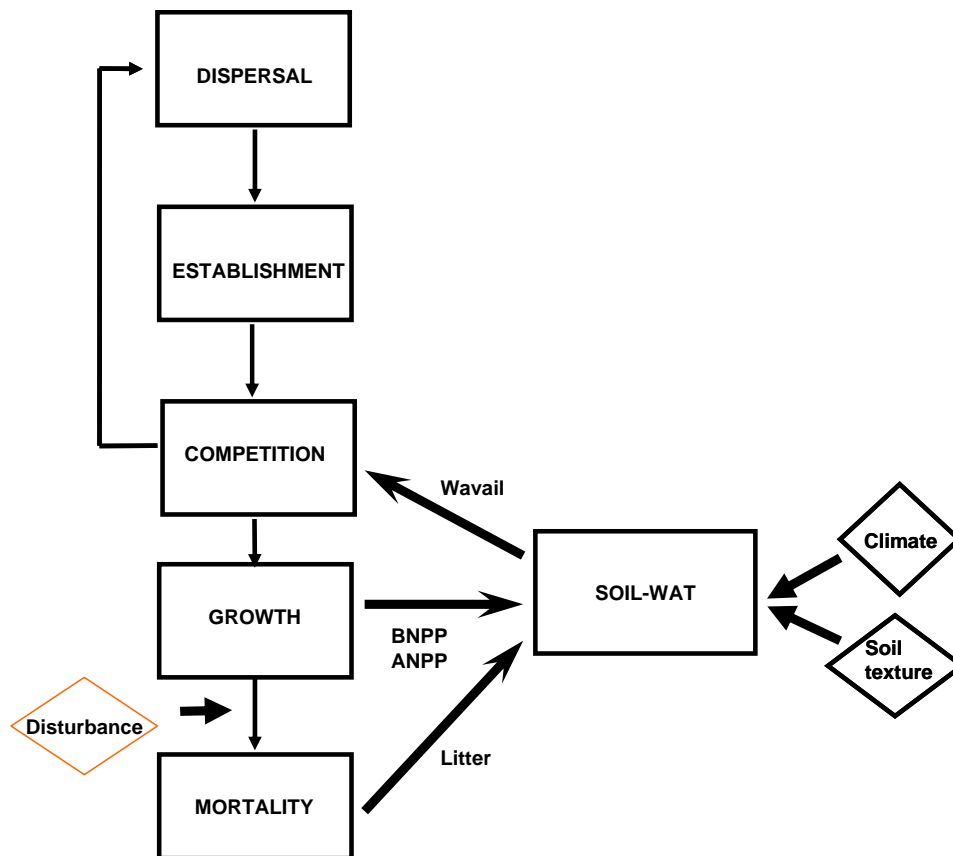 DISPERSAL
ESTABLISHMENT
COMPETITION
Wavail
Climate
SOIL-WAT
GROWTH
BNPP
ANPP
Soil
texture
Disturbance
Litter
MORTALITY